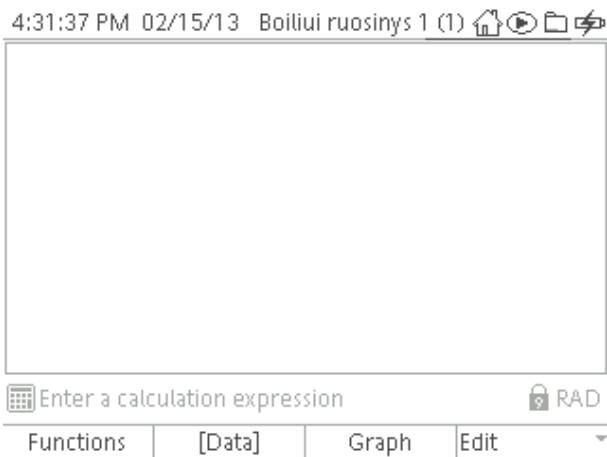 4:31:37 PM 02/15/13 Boiliui ruosinys 1 (1)
Enter a calculation expression 9 RAD
Functions [Data] Graph Edit